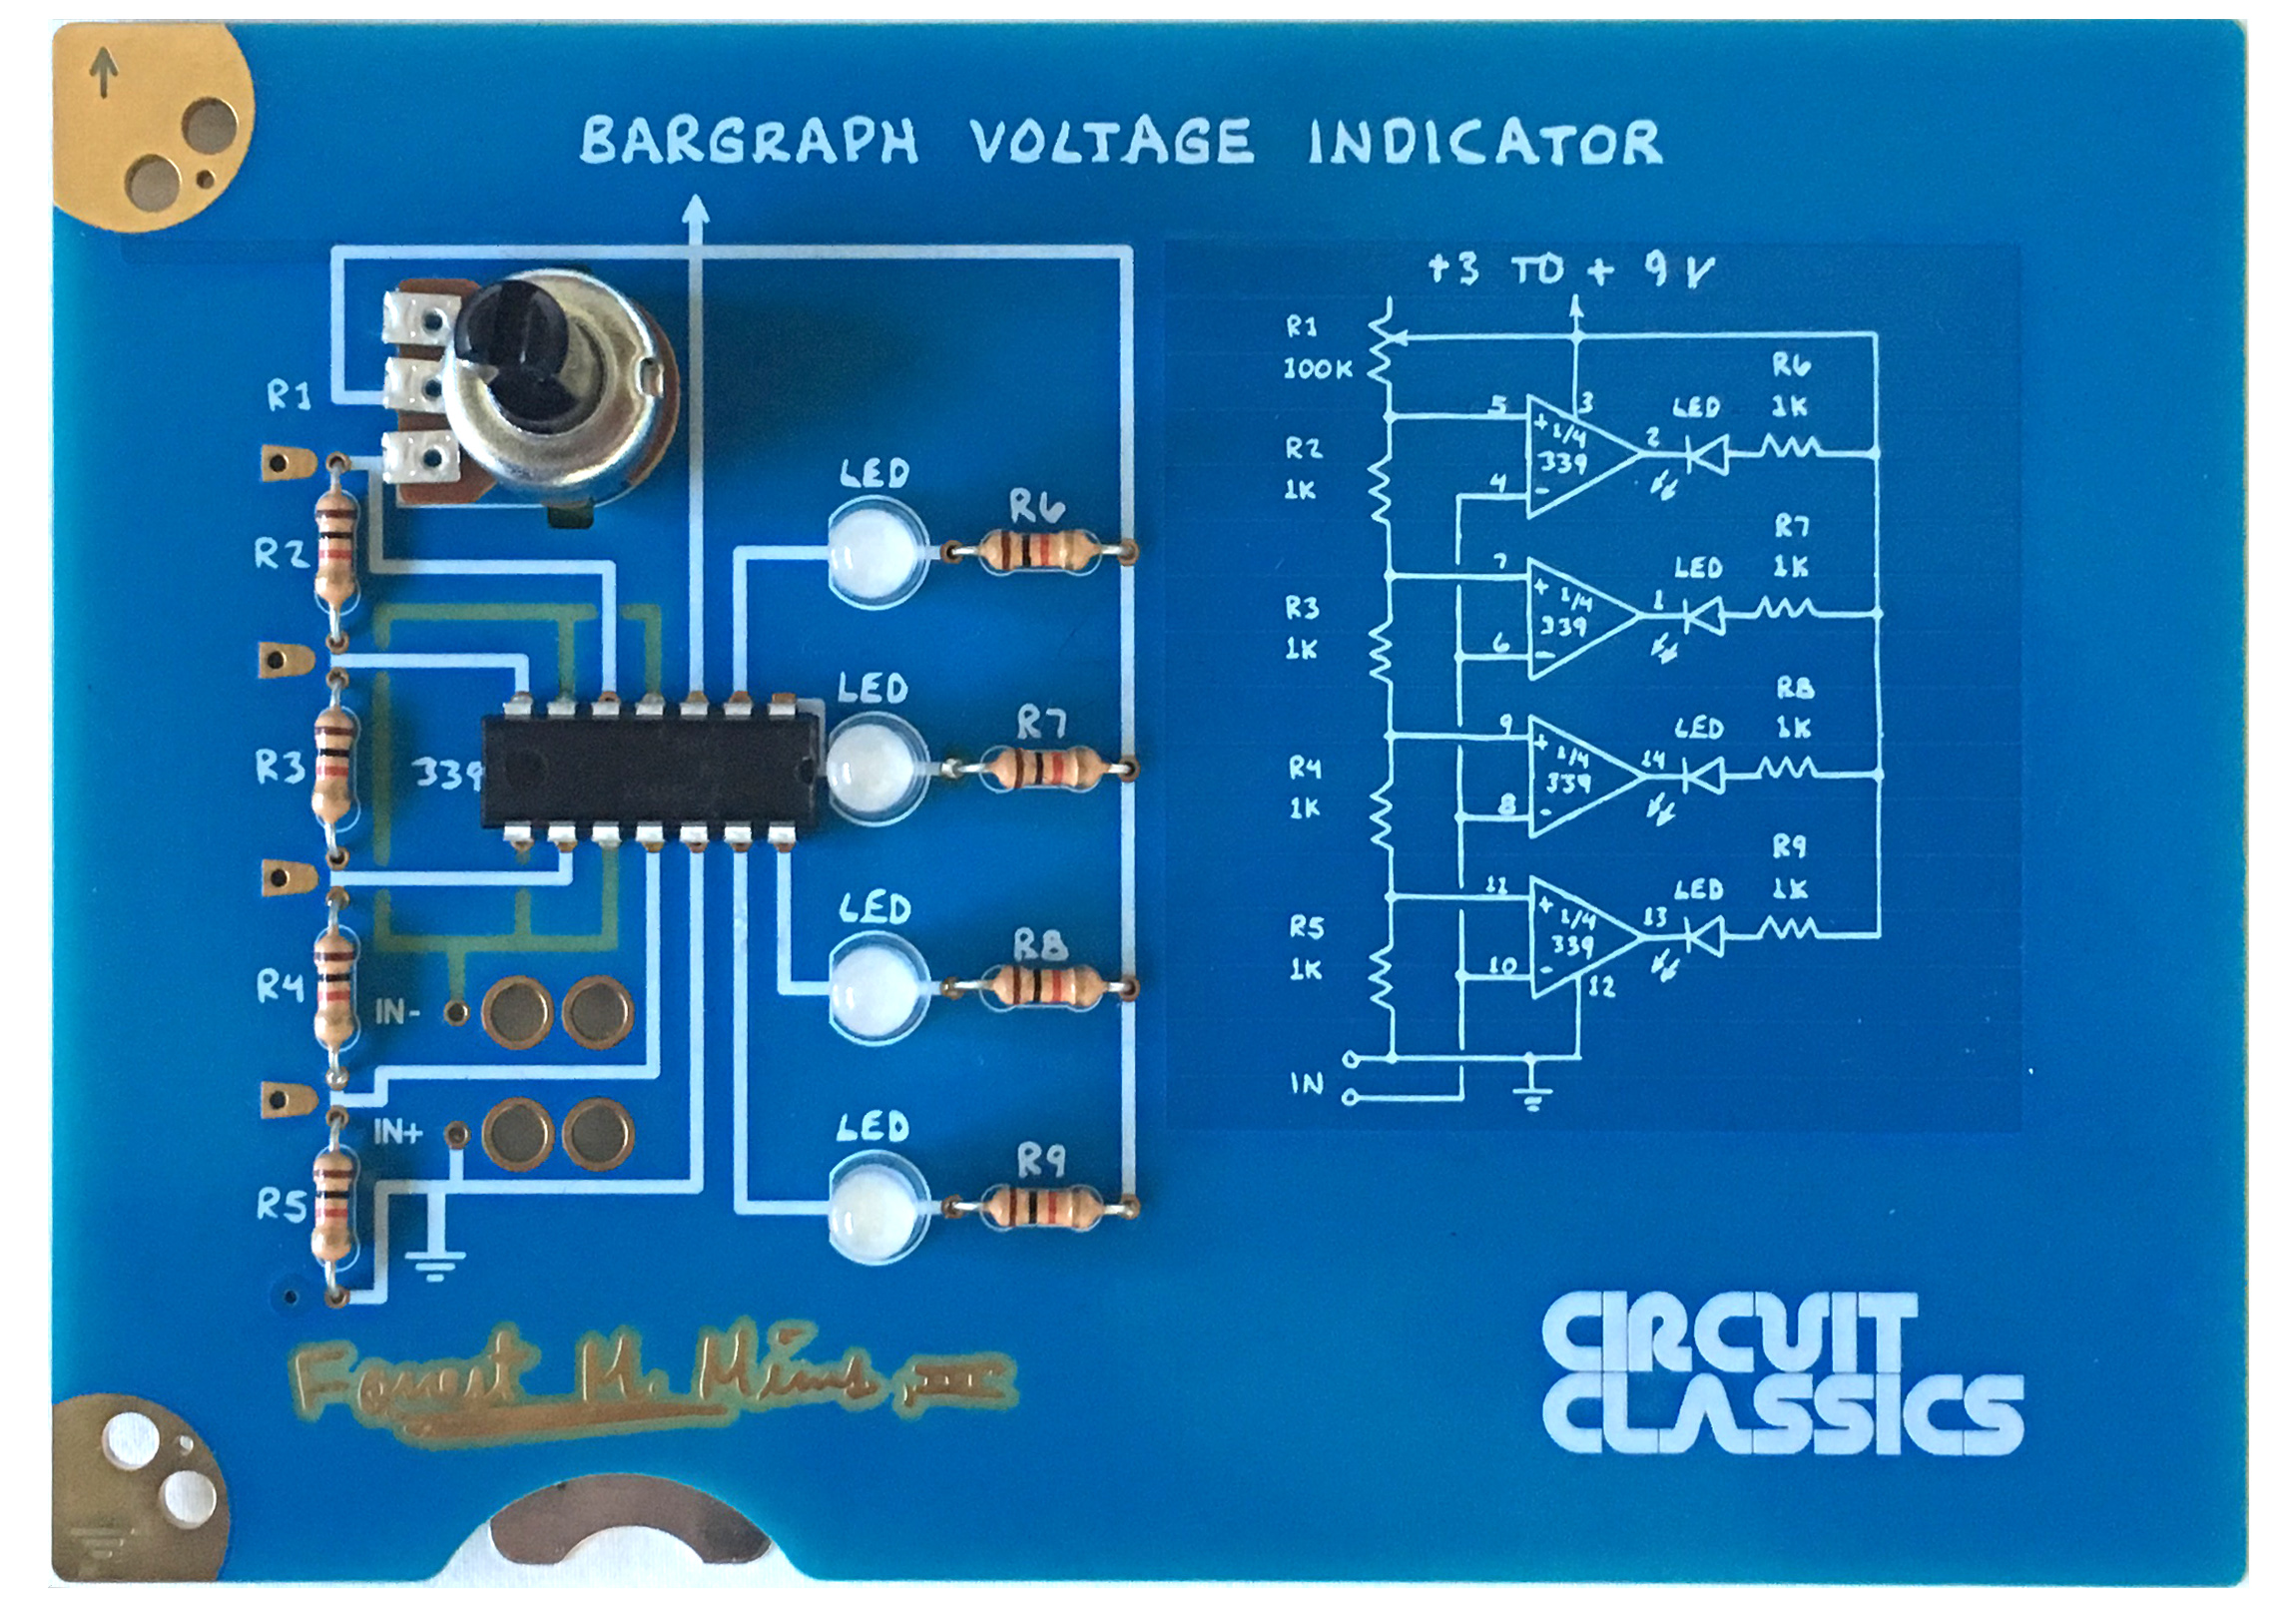 BARGRAPH VOLTAGE INDICATOR
R1
R2
R3
339
R4
IN-
IN+
R5
LED
R6
LED
R7
LED
R8
LED
R9
+3 TO + 9V
R1
100K
R6
1K
LED
5
+
1/4
339
3
2
4
-
R2
1K
R7
1K
LED
7
+
1/4
339
1
6
-
R3
1K
R8
1K
LED
9
+
1/4
339
14
8
-
R4
1K
R9
1K
LED
11
+
1/4
339
13
10
-
12
R5
1K
IN
Forrest M. Mims, III
CIRCUIT
CLASSICS